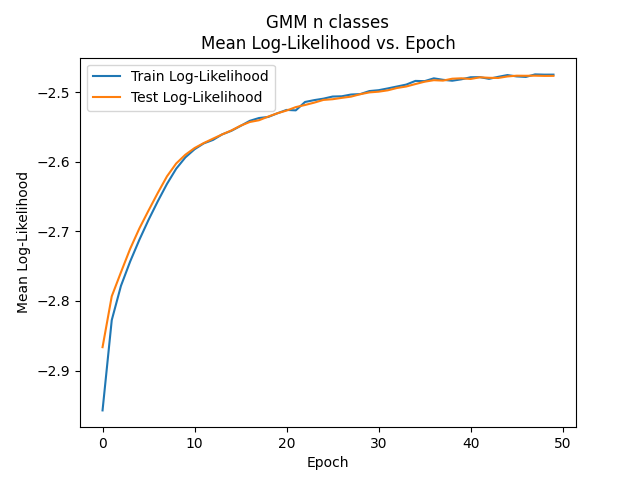 GMM n classes
Mean Log-Likelihood vs. Epoch
Train Log-Likelihood
Test Log-Likelihood
Mean Log-Likelihood
−2.5
−2.6
−2.7
−2.8
−2.9
0
10
20
30
40
50
Epoch